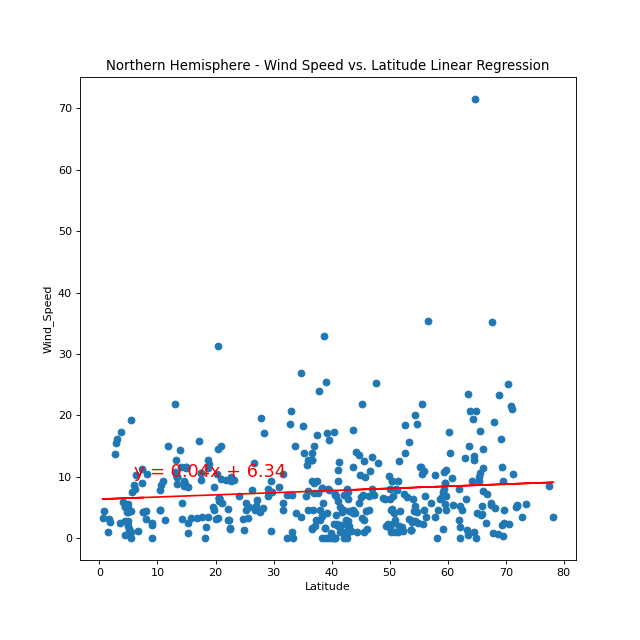 Northern Hemisphere - Wind Speed vs. Latitude Linear Regression
70
60
50
40
30
20
10
0
Wind_Speed
y = 0.04x + 6.34
0 10 20 30 40 50 60 70 80
Latitude